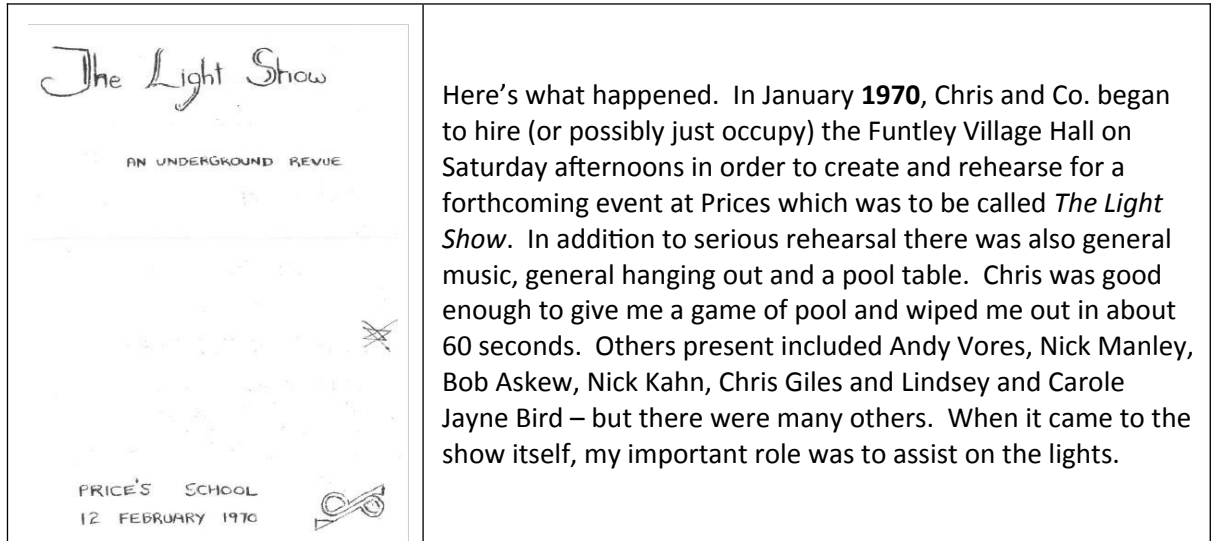 The Light Show
AN UNDERGROUND REVUE
PRICE'S SCHOOL
12 FEBRUARY 1970
Here’s what happened. In January 1970, Chris and Co. began
to hire (or possibly just occupy) the Funtley Village Hall on
Saturday afternoons in order to create and rehearse for a
forthcoming event at Prices which was to be called The Light
Show. In addition to serious rehearsal there was also general
music, general hanging out and a pool table. Chris was good
enough to give me a game of pool and wiped me out in about
60 seconds. Others present included Andy Vores, Nick Manley,
Bob Askew, Nick Kahn, Chris Giles and Lindsey and Carole
Jayne Bird – but there were many others. When it came to the
show itself, my important role was to assist on the lights.